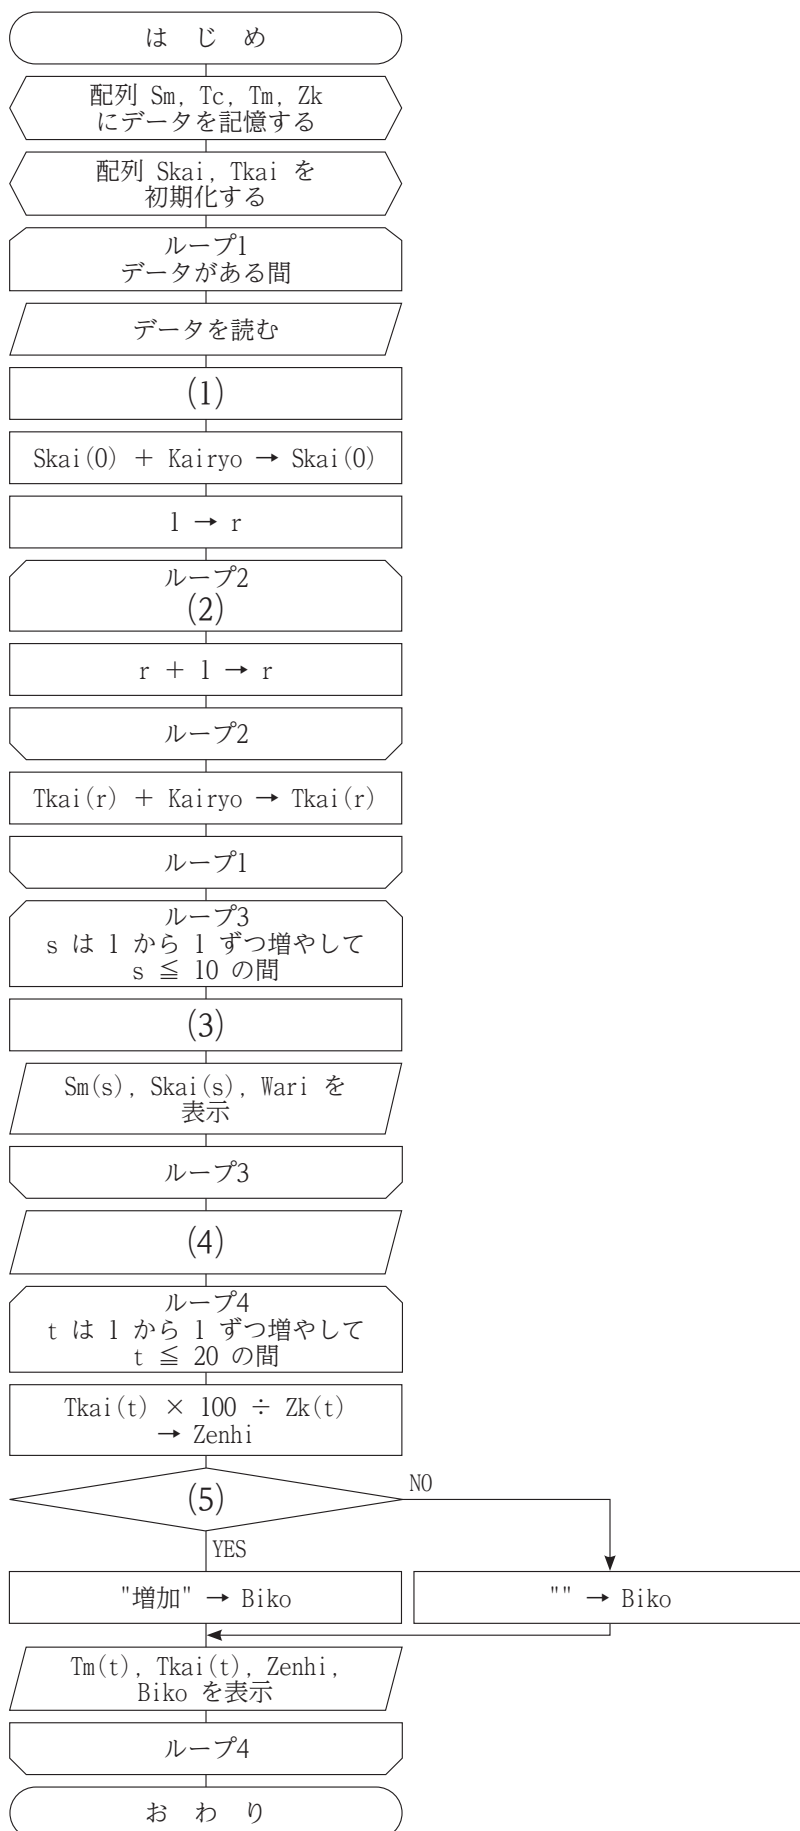 は じ め
配列 Sm, Tc, Tm, Zk
にデータを記憶する
配列 Skai, Tkai を
初期化する
ループ1
データがある間
データを読む
(1)
Skai(0) + Kairyo → Skai(0)
1 → r
ループ2
(2)
r + 1 → r
ループ2
Tkai(r) + Kairyo → Tkai(r)
ループ1
ループ3
s は 1 から 1 ずつ増やして
s ≦ 10 の間
(3)
Sm(s), Skai(s), Wari を
表示
ループ3
(4)
ループ4
t は 1 から 1 ずつ増やして
t ≦ 20 の間
Tkai(t) × 100 ÷ Zk(t)
→ Zenhi
(5)
NO
YES
"増加" → Biko
"" → Biko
Tm(t), Tkai(t), Zenhi,
Biko を表示
ループ4
お わ り